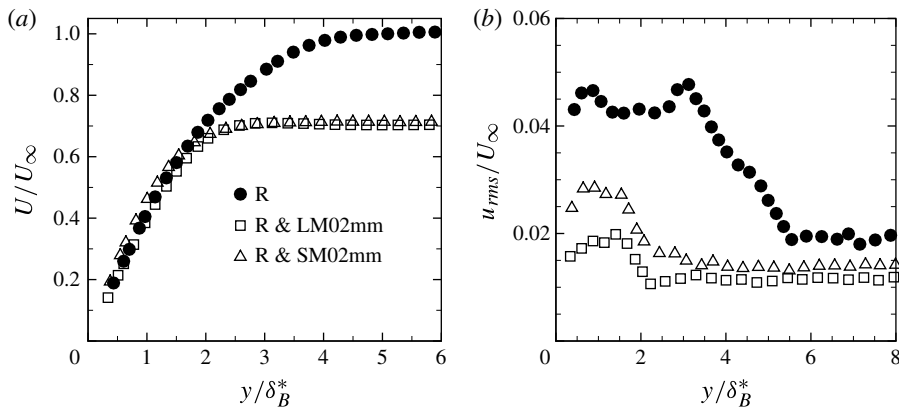 (a)
1.0
0.8
0.6
0.4
0.2
U/U∞
0 1 2 3 4 5 6
y/δ*B
R
R & LM02mm
R & SM02mm
(b)
0.06
0.04
0.02
0
urms/U∞
0 2 4 6 8
y/δ*B